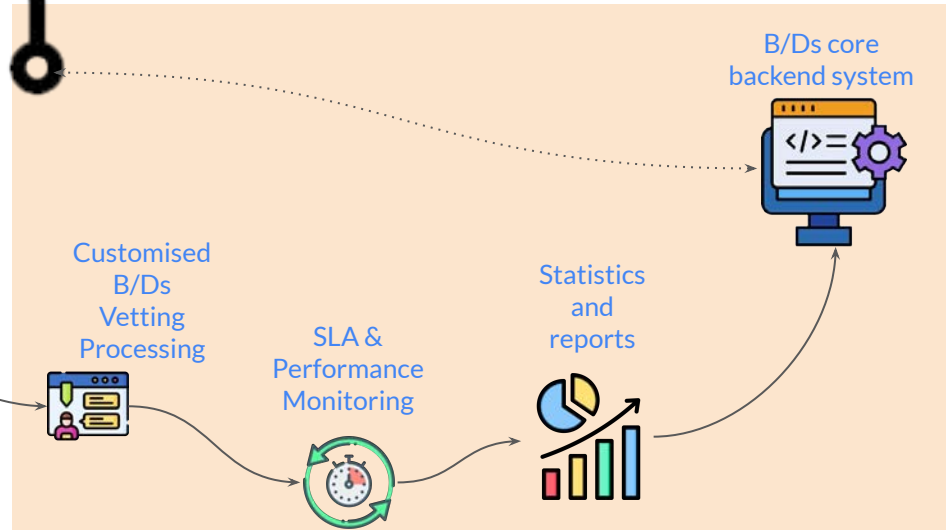 B/Ds core
backend system
Customised
B/Ds
Vetting
Processing
SLA &
Performance
Monitoring
Statistics
and
reports